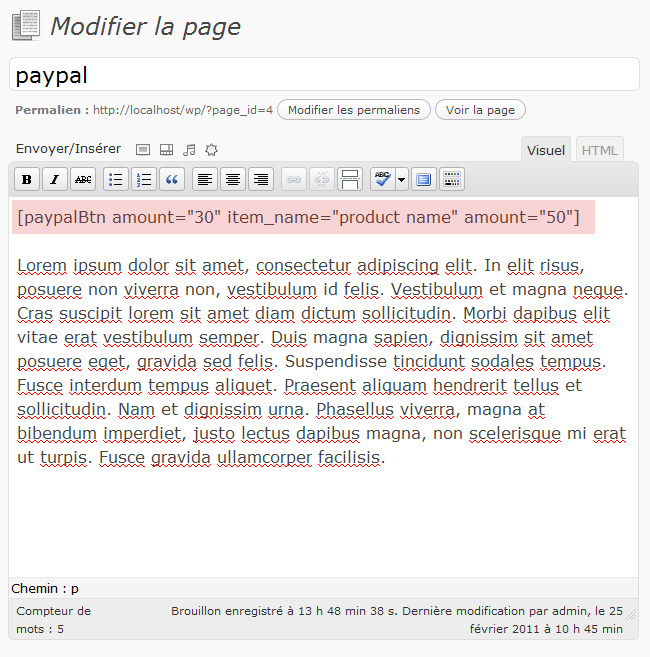 Modifier la page
paypal
Permalien : http://localhost/wp/?page_id=4 Modifier les permaliens Voir la page
Envoyer/Insérer Visuel HTML
B I ABC ABC
[paypalBtn amount="30" item_name="product name" amount="50"]
Lorem ipsum dolor sit amet, consectetur adipiscing elit. In elit risus,
posuere non viverra non, vestibulum id felis. Vestibulum et magna neque.
Cras suscipit lorem sit amet diam dictum sollicitudin. Morbi dapibus elit
vitae erat vestibulum semper. Duis magna sapien, dignissim sit amet
posuere eget, gravida sed felis. Suspendisse tincidunt sodales tempus.
Fusce interdum tempus aliquet. Praesent aliquam hendrerit tellus et
sollicitudin. Nam et dignissim urna. Phasellus viverra, magna at
bibendum imperdiet, justo lectus dapibus magna, non scelerisque mi erat
ut turpis. Fusce gravida ullamcorper facilisis.
Chemin : p
Compteur de Brouillon enregistré à 13 h 48 min 38 s. Dernière modification par admin, le 25
mots : 5 février 2011 à 10 h 45 min